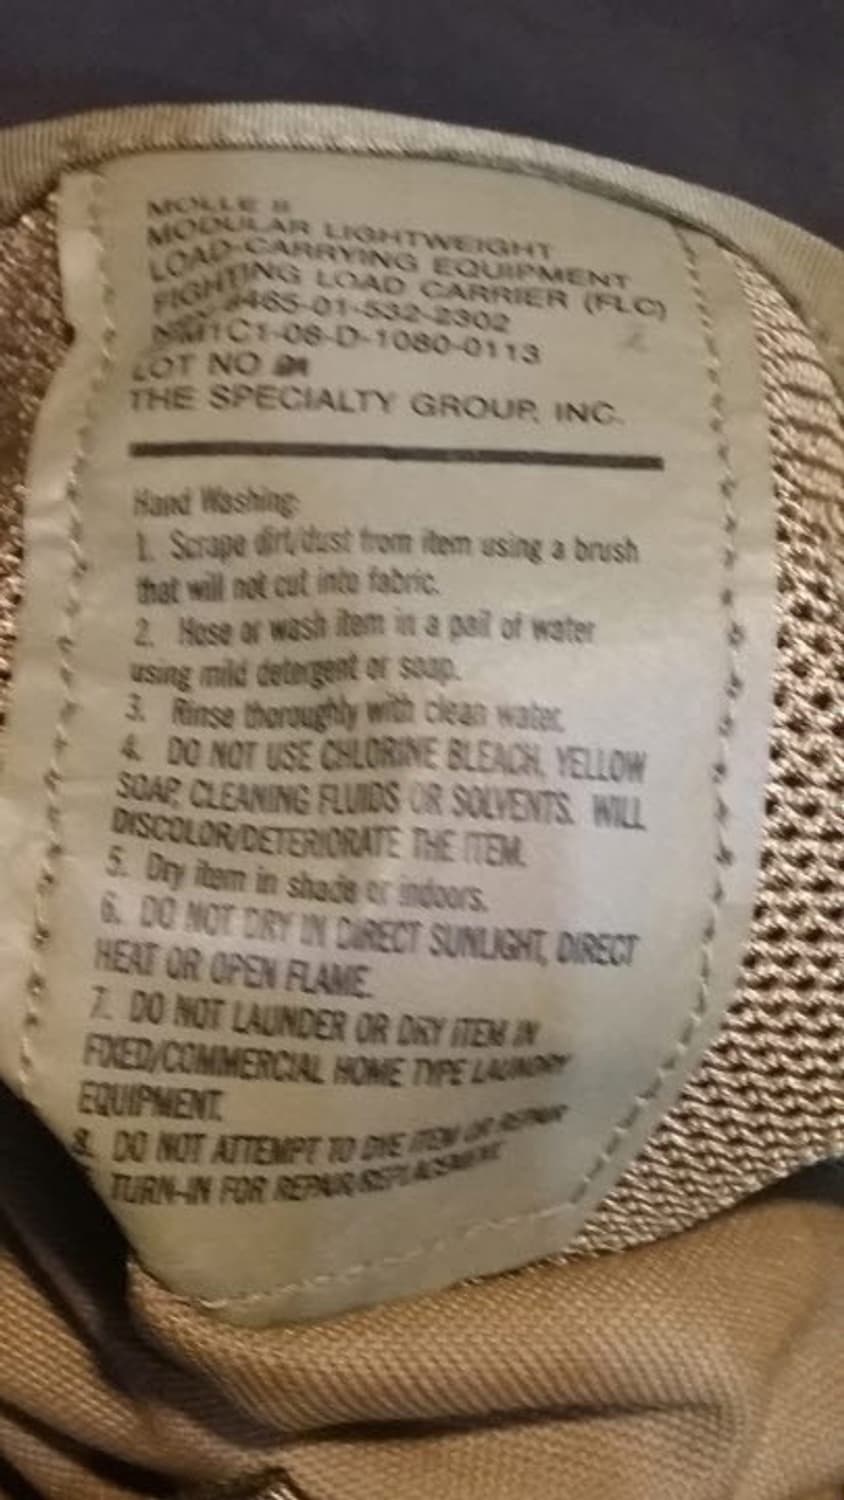 MOLLE II
MODULAR LIGHTWEIGHT
LOAD-CARRYING EQUIPMENT
FIGHTING LOAD CARRIER (FLC)
8465-01-532-2302
C1-08-D-1080-0113
LOT NO
THE SPECIALTY GROUP, INC.
Hand Washing:
1. Scrape dirt/dust from item using a brush
that will not cut into fabric.
2. Hose or wash item in a pail of water
using mild detergent or soap.
3. Rinse thoroughly with clean water.
4. DO NOT USE CHLORINE BLEACH, YELLOW
SOAP, CLEANING FLUIDS OR SOLVENTS. WILL
DISCOLOR/DETERIORATE THE ITEM.
5. Dry item in shade or indoors.
6. DO NOT DRY IN DIRECT SUNLIGHT, DIRECT
HEAT OR OPEN FLAME.
7. DO NOT LAUNDER OR DRY ITEM IN
FIXED/COMMERCIAL HOME TYPE LAUNDRY
EQUIPMENT.
8. DO NOT ATTEMPT TO DYE ITEM OR REPAIR
TURN-IN FOR REPAIR/REPLACEMENT